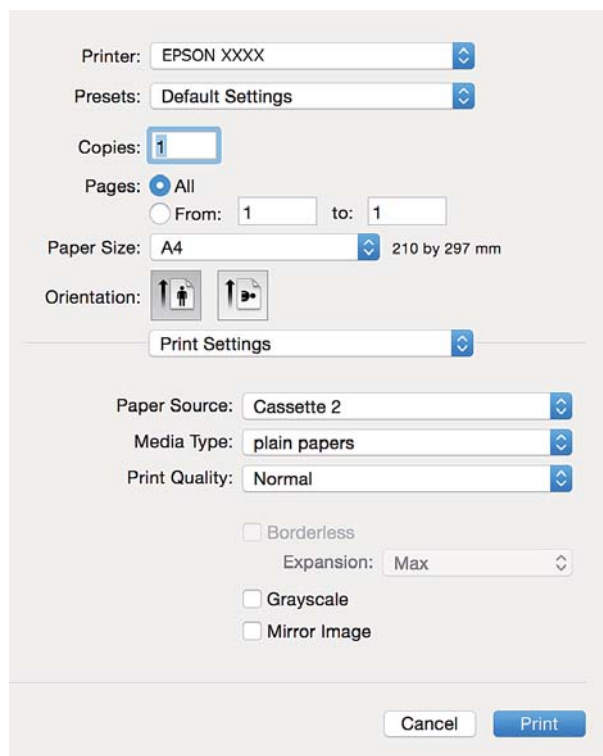 Printer: EPSON XXXX
Presets: Default Settings
Copies: 1
Pages: All
From: 1 to: 1
Paper Size: A4 210 by 297 mm
Orientation:
Print Settings
Paper Source: Cassette 2
Media Type: plain papers
Print Quality: Normal
Borderless
Expansion: Max
Grayscale
Mirror Image
Cancel Print